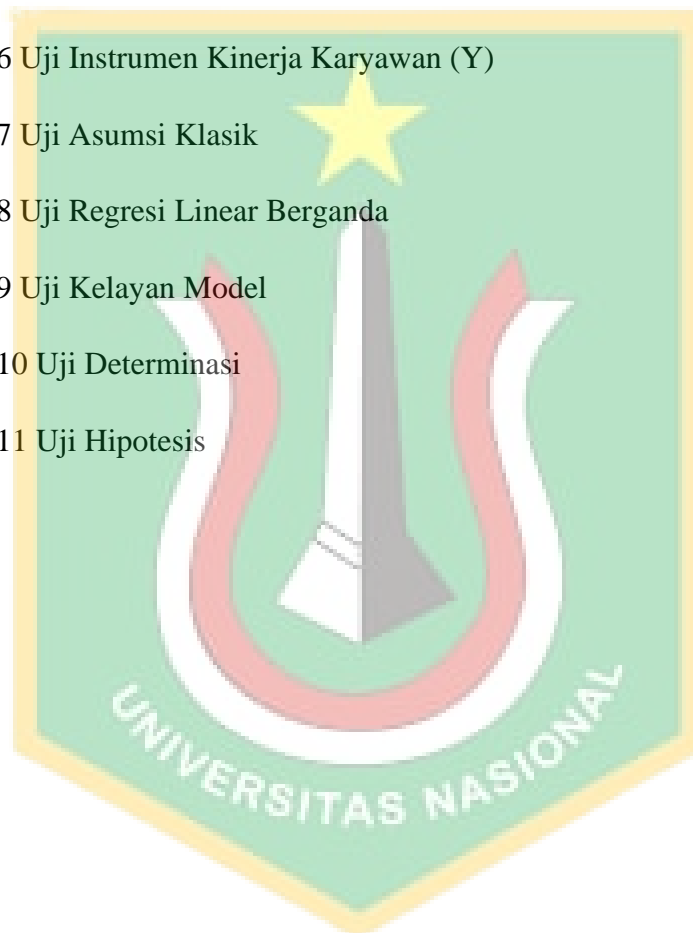 6 Uji Instrumen Kinerja Karyawan (Y)
7 Uji Asumsi Klasik
8 Uji Regresi Linear Berganda
9 Uji Kelayan Model
10 Uji Determinasi
11 Uji Hipotesis
UNIVERSITAS NASIONAL